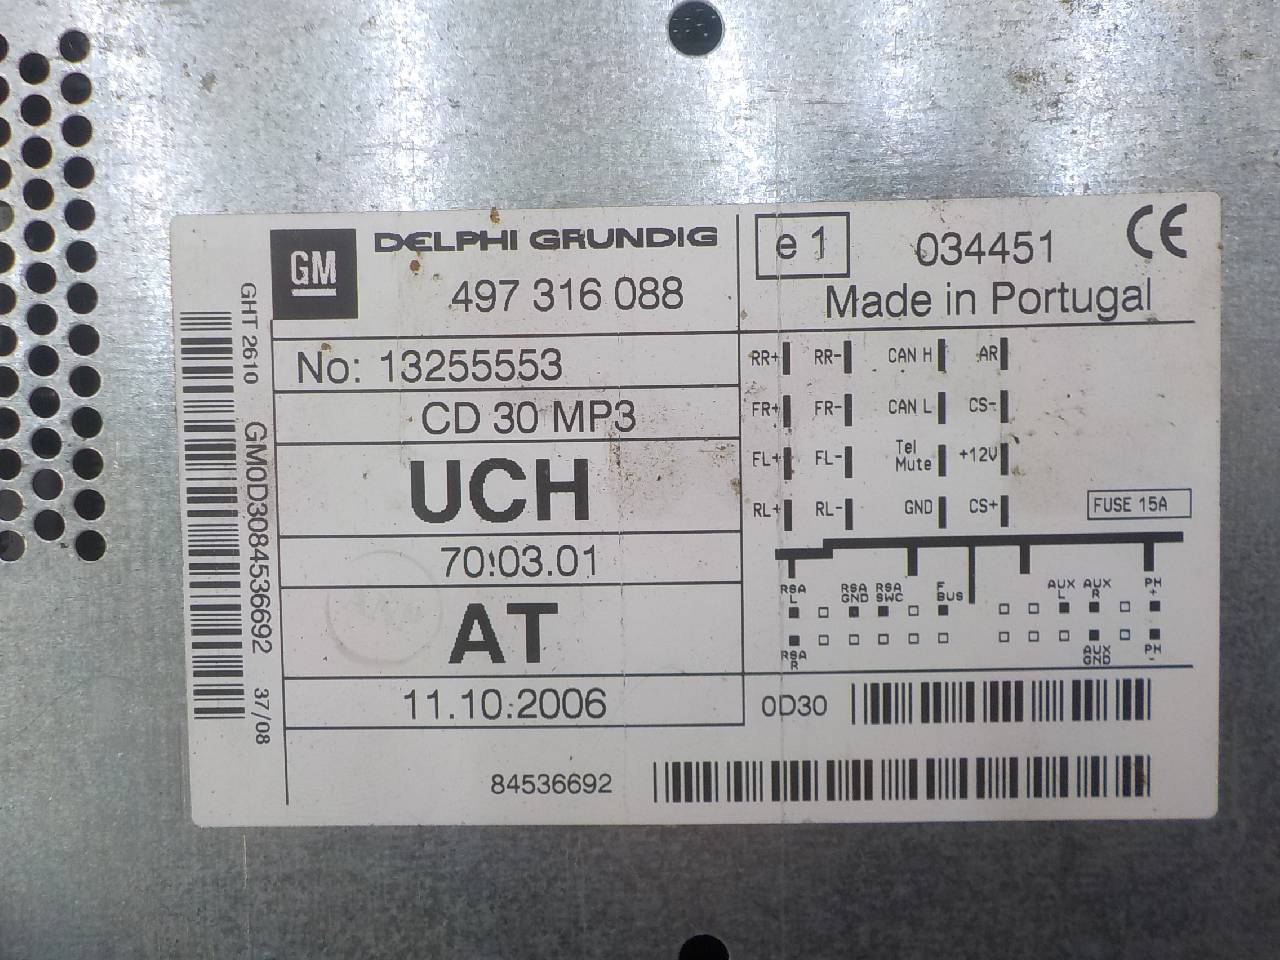 GM
DELPHI GRUNDIG
497 316 088
e1
034451
CE
Made in Portugal
No: 13255553
CD 30 MP3
UCH
70:03.01
AT
11.10.2006
84536692
GHT 2610 GM0D3084536692 37/08
RR+ RR- CAN H AR
FR+ FR- CAN L CS-
FL+ FL- Tel Mute +12V
RL+ RL- GND CS+
FUSE 15A
RSA L RSA GND RSA SWC F BUS AUX L AUX R PH +
RSA R AUX GND PH -
0D30